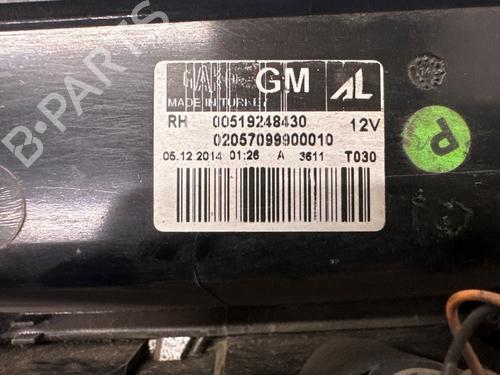 B-PARTS
GM AL
MADE IN TURKEY
RH 00519248430 12V
02057099900010
05.12.2014 01:26 A 3611 T030
P